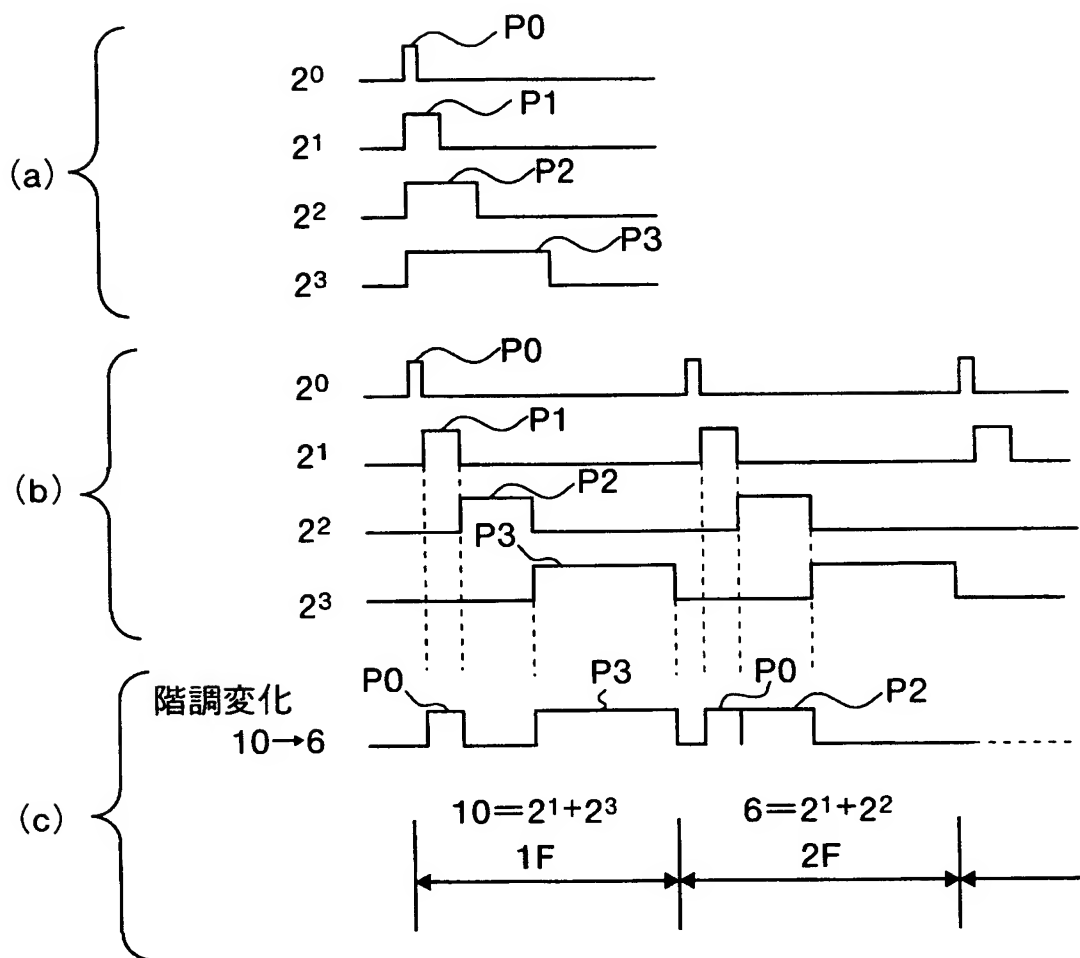 (a)
P0
2⁰
P1
2¹
P2
2²
P3
2³
(b)
P0
2⁰
P1
2¹
P2
2²
P3
2³
(c)
階調変化
10→6
P0
P3
P0
P2
10=2¹+2³
6=2¹+2²
1F
2F